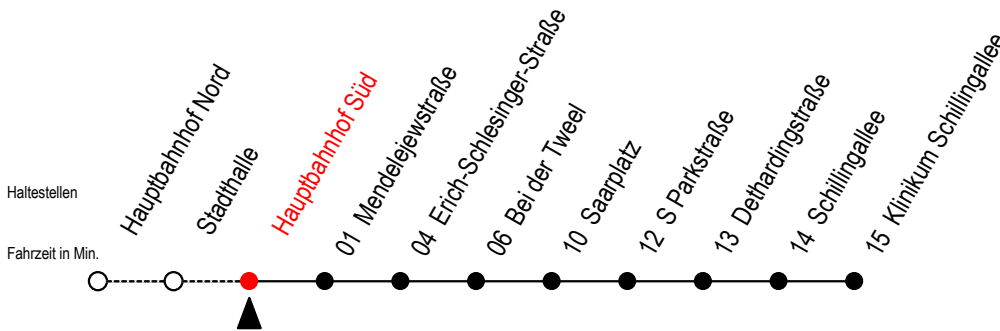 Haltestellen
Fahrzeit in Min.
Hauptbahnhof Nord
Stadthalle
Hauptbahnhof Süd
01 Mendelejewstraße
04 Erich-Schlesinger-Straße
06 Bei der Tweel
10 Saarplatz
12 S Parkstraße
13 Dethardingstraße
14 Schillingallee
15 Klinikum Schillingallee